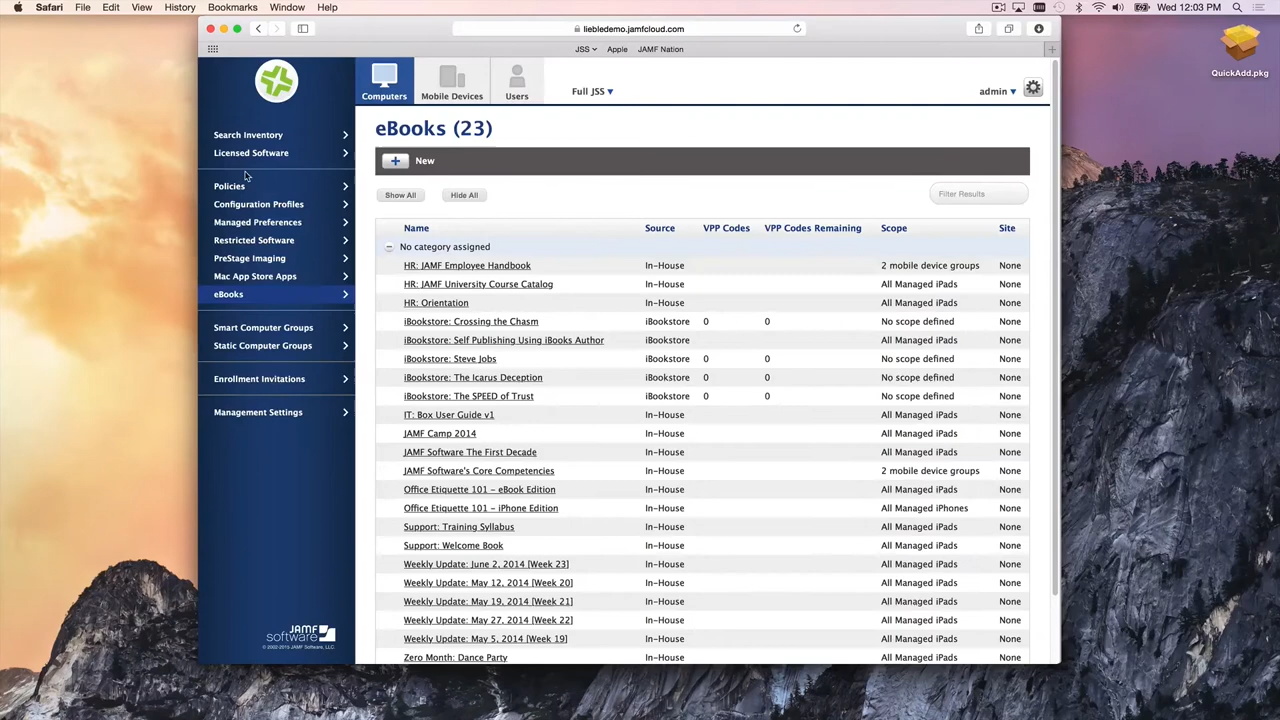 Safari File Edit View History Bookmarks Window Help Wed 12:03 PM
liebledemo.jamfcloud.com
JSS Apple JAMF Nation
QuickAdd.pkg
Computers Mobile Devices Users Full JSS ▼ admin ▼
Search Inventory
Licensed Software
Policies
Configuration Profiles
Managed Preferences
Restricted Software
PreStage Imaging
Mac App Store Apps
eBooks
Smart Computer Groups
Static Computer Groups
Enrollment Invitations
Management Settings
JAMF software
© 2002-2015 JAMF Software, LLC.
eBooks (23)
+ New
Show All Hide All Filter Results
Name Source VPP Codes VPP Codes Remaining Scope Site
No category assigned
HR: JAMF Employee Handbook In-House 2 mobile device groups None
HR: JAMF University Course Catalog In-House All Managed iPads None
HR: Orientation In-House All Managed iPads None
iBookstore: Crossing the Chasm iBookstore 0 0 No scope defined None
iBookstore: Self Publishing Using iBooks Author iBookstore All Managed iPads None
iBookstore: Steve Jobs iBookstore 0 0 No scope defined None
iBookstore: The Icarus Deception iBookstore 0 0 No scope defined None
iBookstore: The SPEED of Trust iBookstore 0 0 No scope defined None
IT: Box User Guide v1 In-House All Managed iPads None
JAMF Camp 2014 In-House All Managed iPads None
JAMF Software The First Decade In-House All Managed iPads None
JAMF Software's Core Competencies In-House 2 mobile device groups None
Office Etiquette 101 - eBook Edition In-House All Managed iPads None
Office Etiquette 101 - iPhone Edition In-House All Managed iPhones None
Support: Training Syllabus In-House All Managed iPads None
Support: Welcome Book In-House All Managed iPads None
Weekly Update: June 2, 2014 [Week 23] In-House All Managed iPads None
Weekly Update: May 12, 2014 [Week 20] In-House All Managed iPads None
Weekly Update: May 19, 2014 [Week 21] In-House All Managed iPads None
Weekly Update: May 27, 2014 [Week 22] In-House All Managed iPads None
Weekly Update: May 5, 2014 [Week 19] In-House All Managed iPads None
Zero Month: Dance Party In-House All Managed iPads None